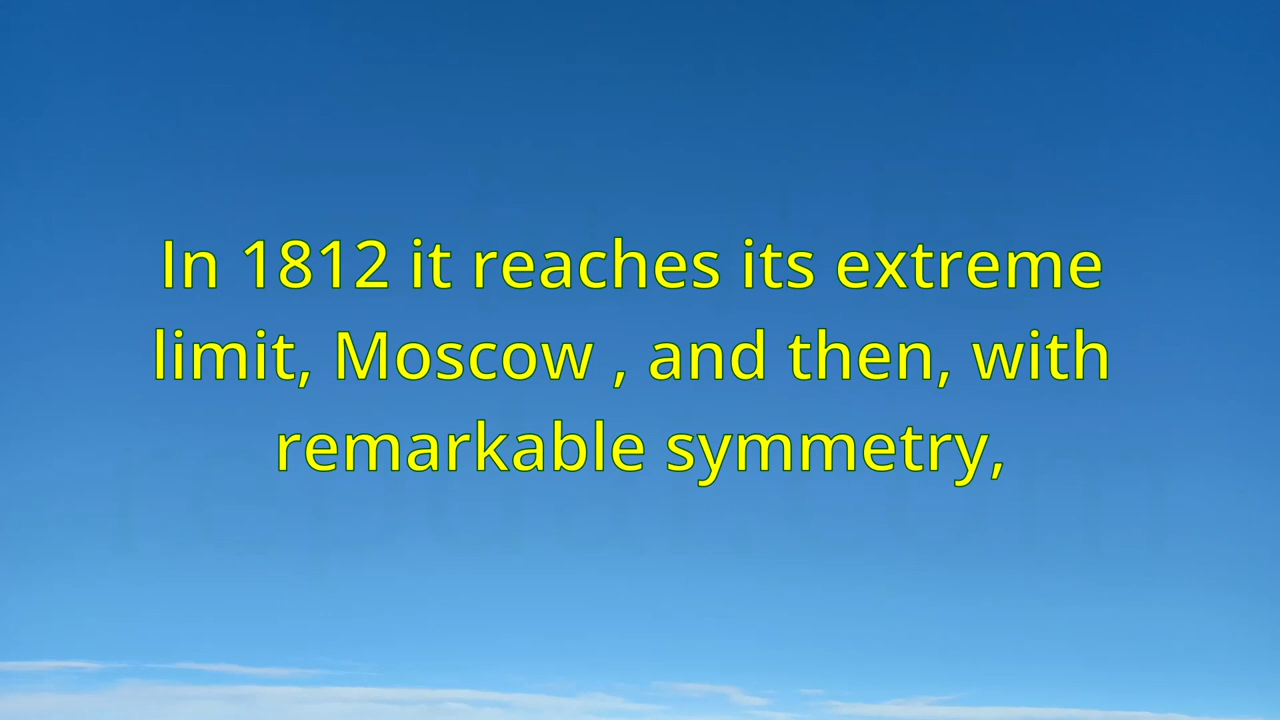 In 1812 it reaches its extreme
limit, Moscow , and then, with
remarkable symmetry,